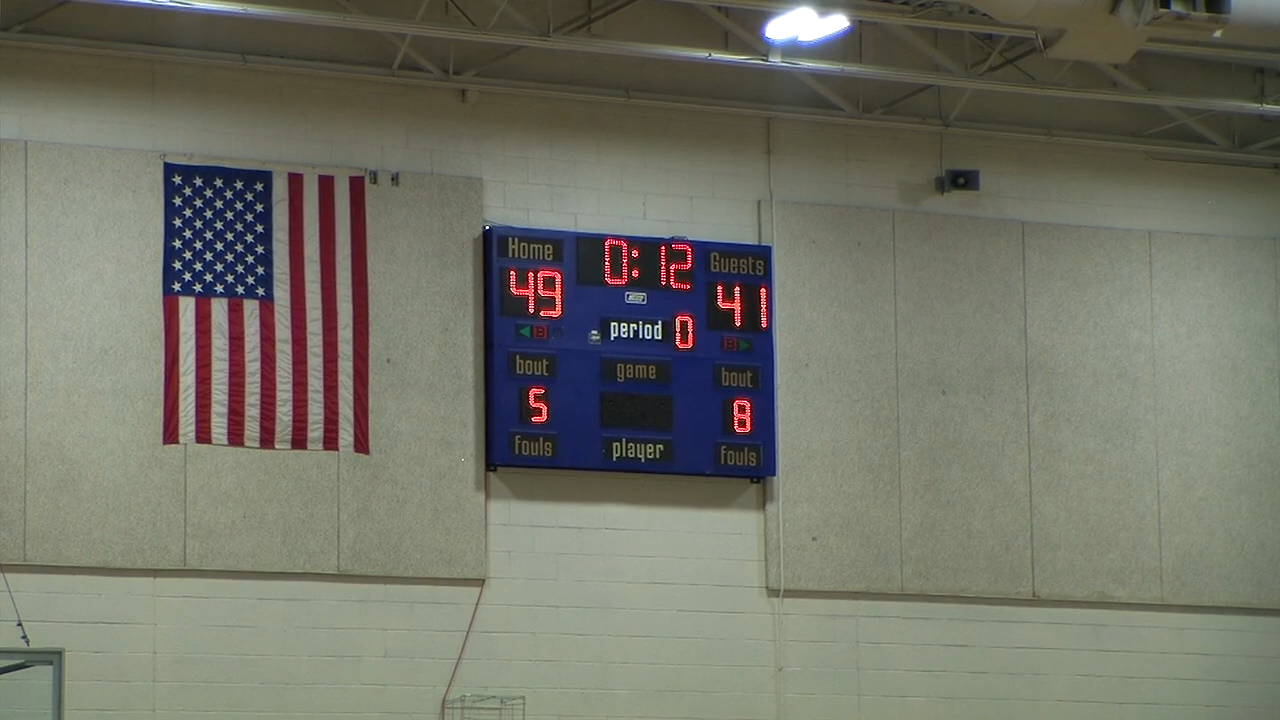 Home 0:12 Guests
49 41
period 0
bout game bout
5 8
fouls player fouls